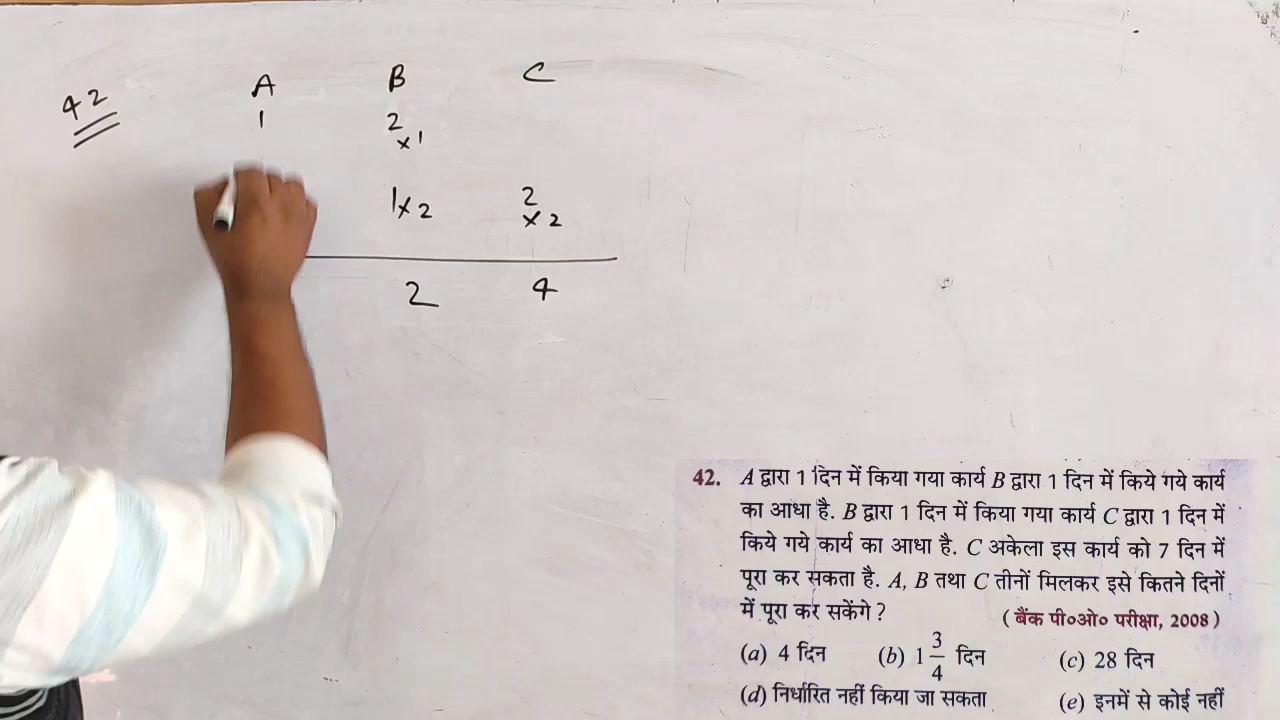 42 A B C
1 2
×1
1×2 2
×2
2 4
42. A द्वारा 1 दिन में किया गया कार्य B द्वारा 1 दिन में किये गये कार्य
का आधा है. B द्वारा 1 दिन में किया गया कार्य C द्वारा 1 दिन में
किये गये कार्य का आधा है. C अकेला इस कार्य को 7 दिन में
पूरा कर सकता है. A, B तथा C तीनों मिलकर इसे कितने दिनों
में पूरा कर सकेंगे ? ( बैंक पी०ओ० परीक्षा, 2008 )
(a) 4 दिन (b) 1 3/4 दिन (c) 28 दिन
(d) निर्धारित नहीं किया जा सकता (e) इनमें से कोई नहीं